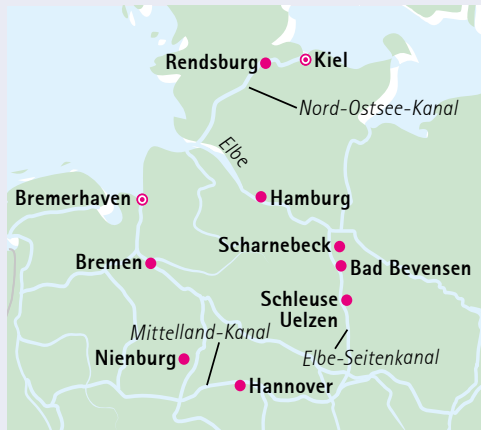 Rendsburg
Kiel
Nord-Ostsee-Kanal
Elbe
Bremerhaven
Hamburg
Scharnebeck
Bremen
Bad Bevensen
Schleuse
Uelzen
Mittelland-Kanal
Elbe-Seitenkanal
Nienburg
Hannover